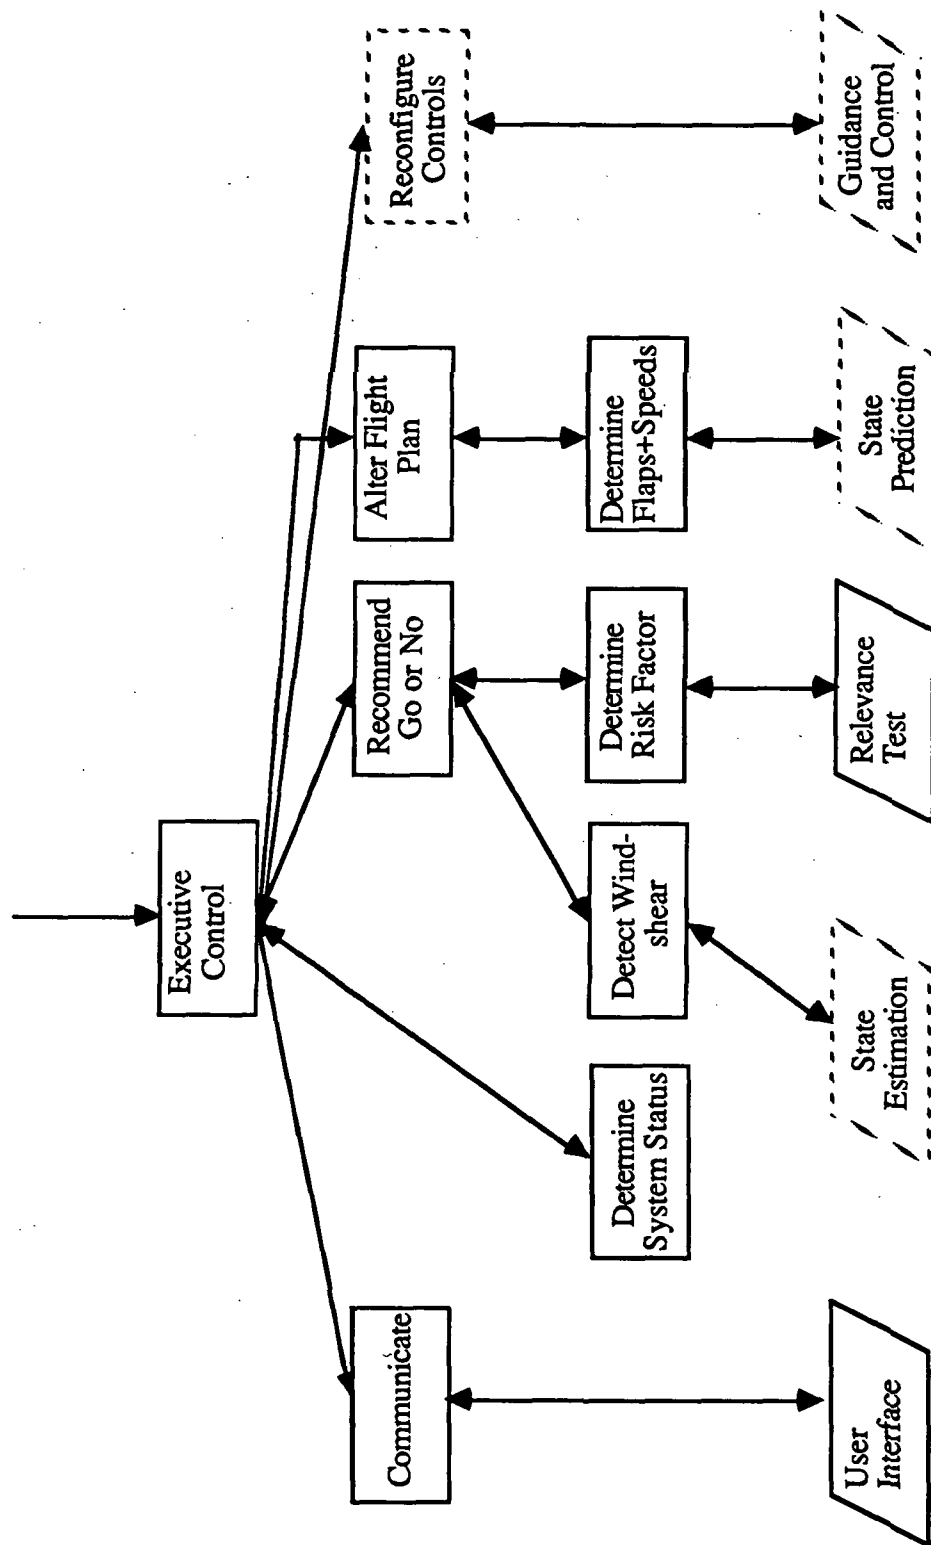 Executive
Control
Communicate
Recommend
Go or No
Alter Flight
Plan
Reconfigure
Controls
Determine
System Status
Detect Wind-
shear
Determine
Risk Factor
Determine
Flaps+Speeds
User
Interface
State
Estimation
Relevance
Test
State
Prediction
Guidance
and Control